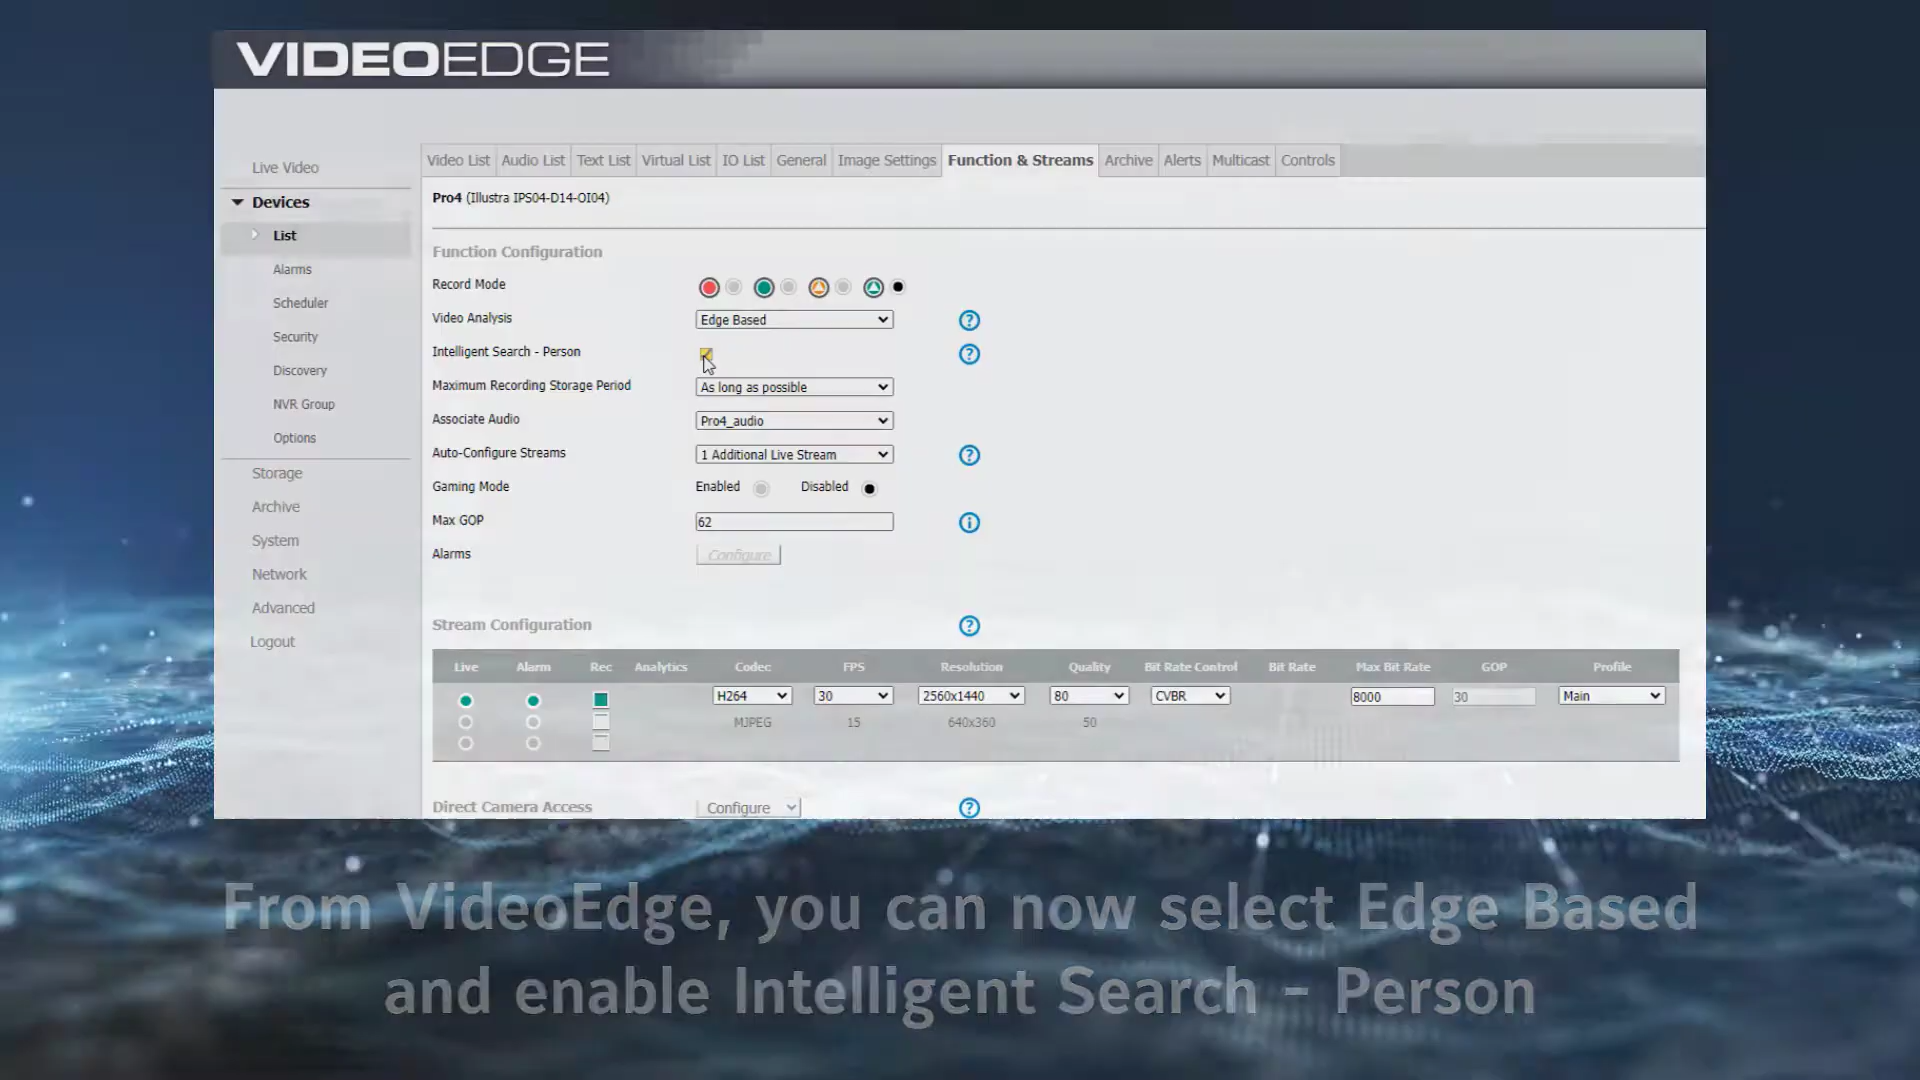 VIDEOEDGE
Live Video
Devices
List
Alarms
Scheduler
Security
Discovery
NVR Group
Options
Storage
Archive
System
Network
Advanced
Logout
Video List Audio List Text List Virtual List IO List General Image Settings Function & Streams Archive Alerts Multicast Controls
Pro4 (Illustra IPS04-D14-OI04)
Function Configuration
Record Mode
Video Analysis Edge Based ?
Intelligent Search - Person ?
Maximum Recording Storage Period As long as possible
Associate Audio Pro4_audio
Auto-Configure Streams 1 Additional Live Stream ?
Gaming Mode Enabled Disabled
Max GOP 62 i
Alarms Configure
Stream Configuration ?
Live Alarm Rec Analytics Codec FPS Resolution Quality Bit Rate Control Bit Rate Max Bit Rate GOP Profile
H264 30 2560x1440 80 CVBR 8000 30 Main
MJPEG 15 640x360 50
Direct Camera Access Configure ?
From VideoEdge, you can now select Edge Based
and enable Intelligent Search - Person